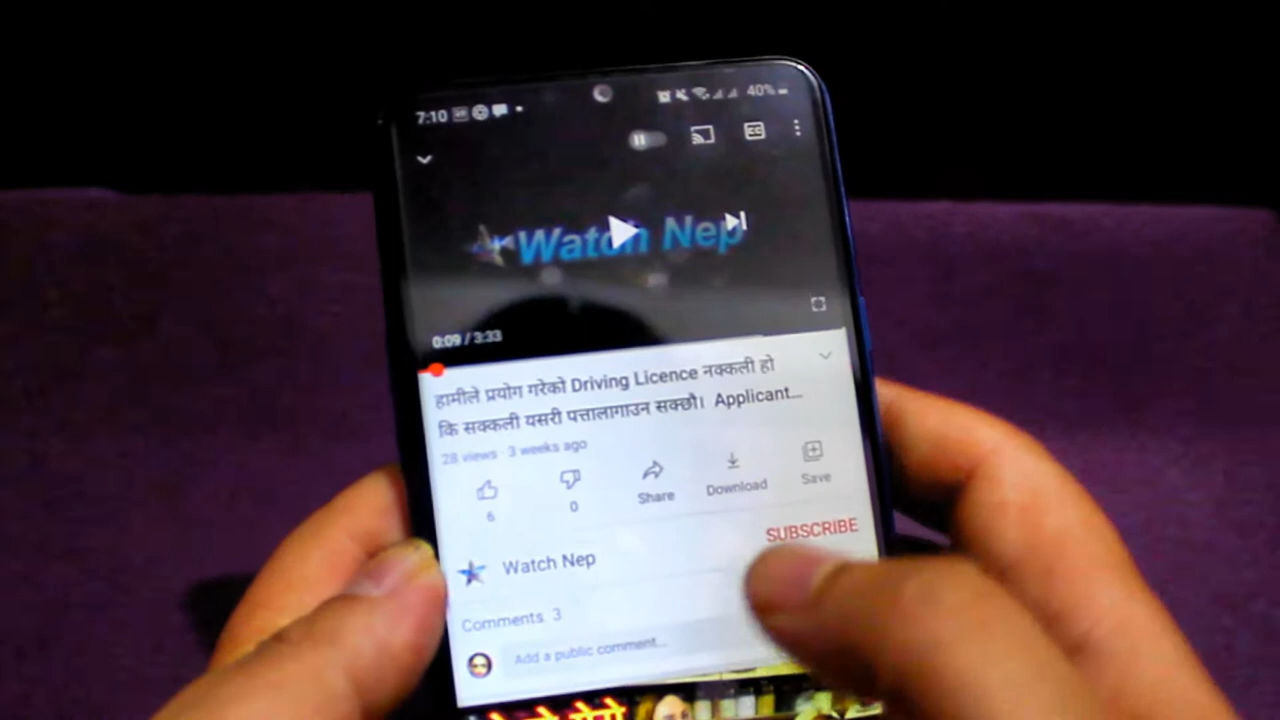 7:10 40%
Watch Nep
0:09 / 3:33
हामीले प्रयोग गरेको Driving Licence नक्कली हो
कि सक्कली यसरी पत्तालागाउन सक्छौ। Applicant...
28 views · 3 weeks ago
6 0 Share Download Save
SUBSCRIBE
Watch Nep
Comments 3
Add a public comment...